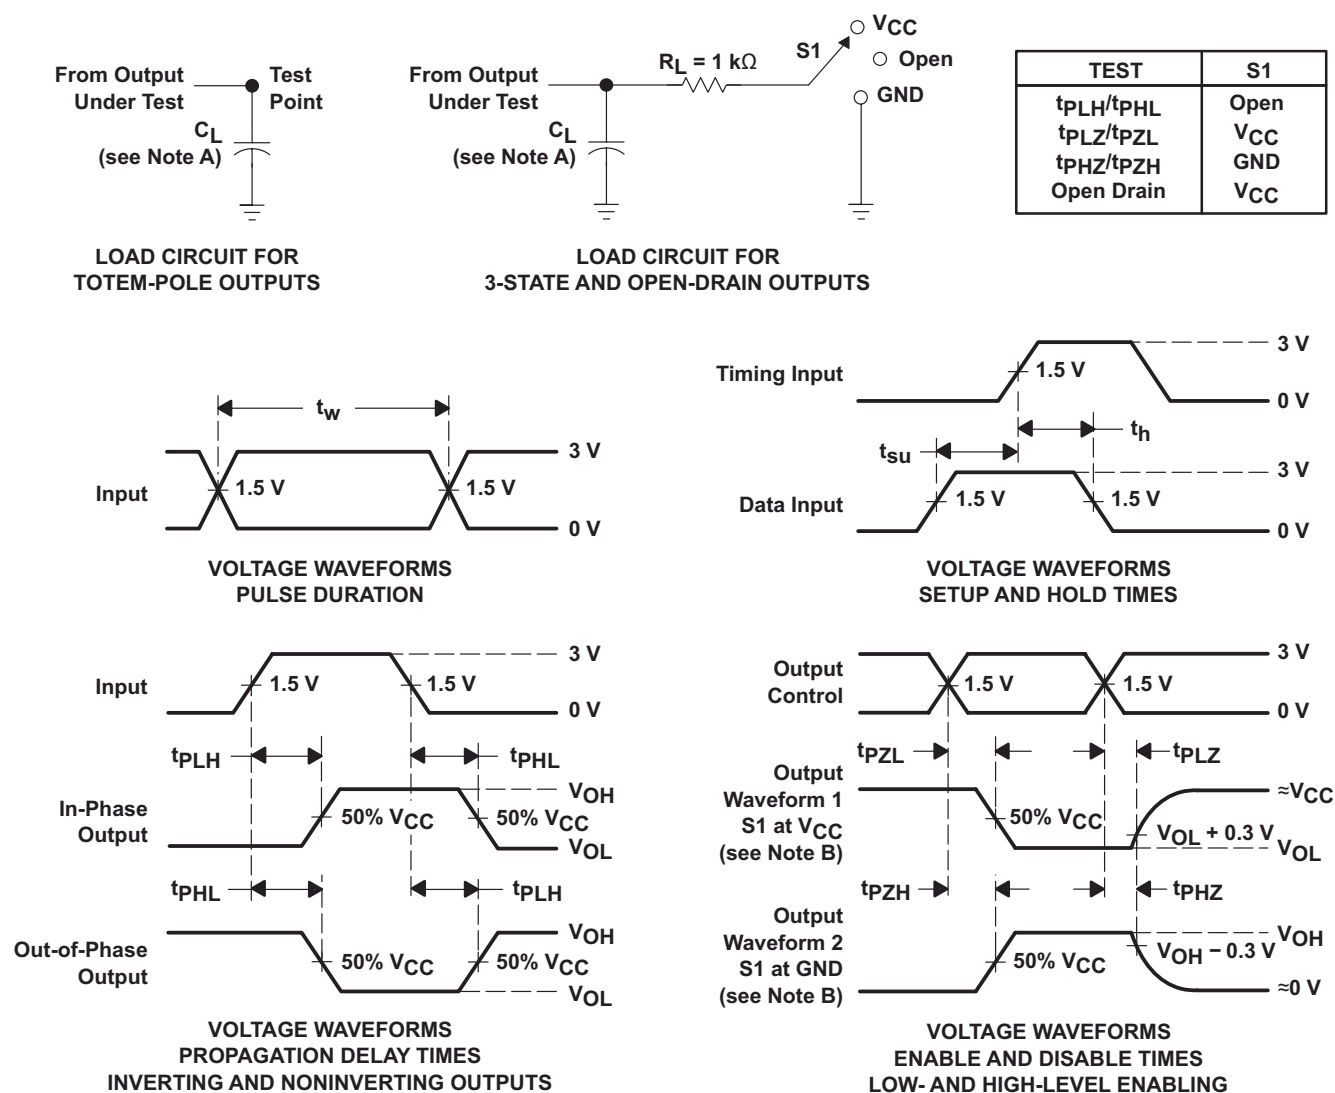 From Output
Under Test
Test
Point
CL
(see Note A)
LOAD CIRCUIT FOR
TOTEM-POLE OUTPUTS
From Output
Under Test
CL
(see Note A)
RL = 1 kΩ
S1
VCC
Open
GND
LOAD CIRCUIT FOR
3-STATE AND OPEN-DRAIN OUTPUTS
TEST S1
tPLH/tPHL Open
tPLZ/tPZL VCC
tPHZ/tPZH GND
Open Drain VCC
tw
Input
1.5 V
1.5 V
3 V
0 V
VOLTAGE WAVEFORMS
PULSE DURATION
Timing Input
1.5 V
3 V
0 V
tsu
th
Data Input
1.5 V
1.5 V
3 V
0 V
VOLTAGE WAVEFORMS
SETUP AND HOLD TIMES
Input
1.5 V
1.5 V
3 V
0 V
tPLH
tPHL
In-Phase
Output
50% VCC
50% VCC
VOH
VOL
tPHL
tPLH
Out-of-Phase
Output
50% VCC
50% VCC
VOH
VOL
VOLTAGE WAVEFORMS
PROPAGATION DELAY TIMES
INVERTING AND NONINVERTING OUTPUTS
Output
Control
1.5 V
1.5 V
3 V
0 V
tPZL
tPLZ
Output
Waveform 1
S1 at VCC
(see Note B)
50% VCC
VOL + 0.3 V
≈VCC
VOL
tPZH
tPHZ
Output
Waveform 2
S1 at GND
(see Note B)
50% VCC
VOH − 0.3 V
VOH
≈0 V
VOLTAGE WAVEFORMS
ENABLE AND DISABLE TIMES
LOW- AND HIGH-LEVEL ENABLING